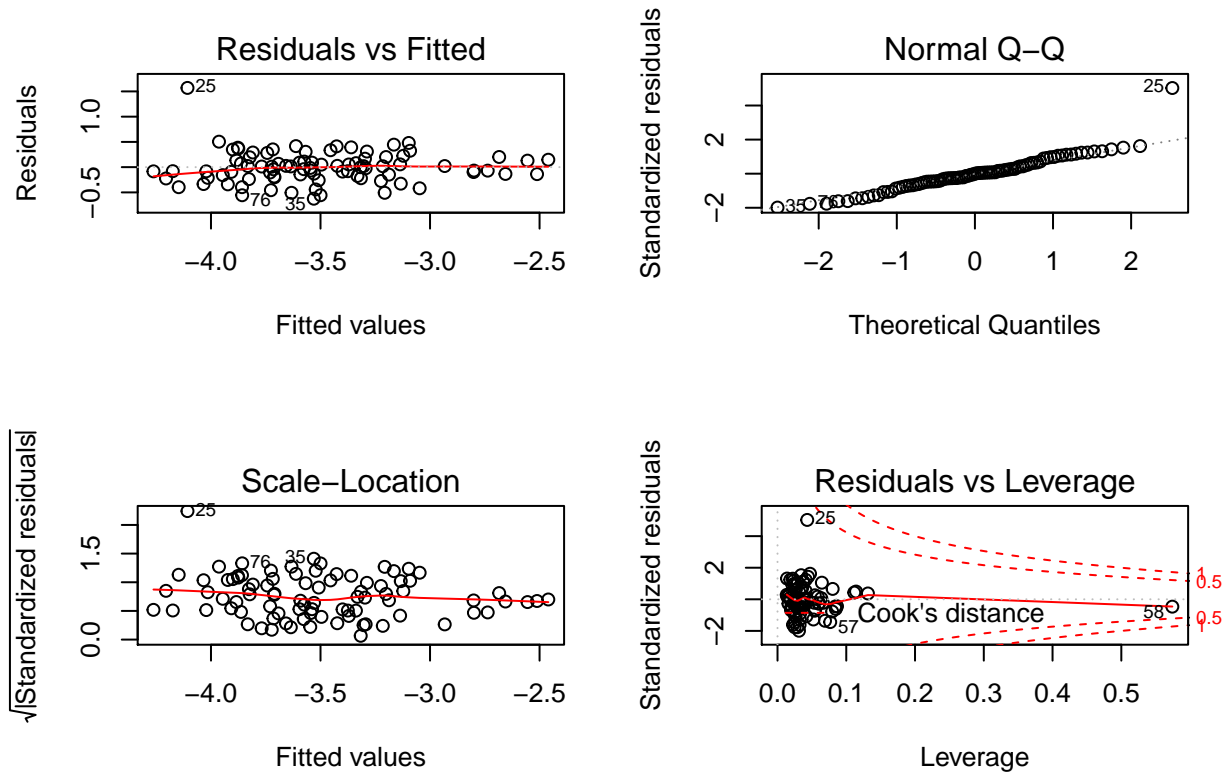 Residuals vs Fitted
Residuals
1.0
−0.5
25
76
35
−4.0 −3.5 −3.0 −2.5
Fitted values
Normal Q−Q
Standardized residuals
2
−2
25
35
−2 −1 0 1 2
Theoretical Quantiles
Scale−Location
√|Standardized residuals|
1.5
0.0
25
76
35
−4.0 −3.5 −3.0 −2.5
Fitted values
Residuals vs Leverage
Standardized residuals
2
−2
25
57
58
Cook's distance
1
0.5
0.5
1
0.0 0.1 0.2 0.3 0.4 0.5
Leverage